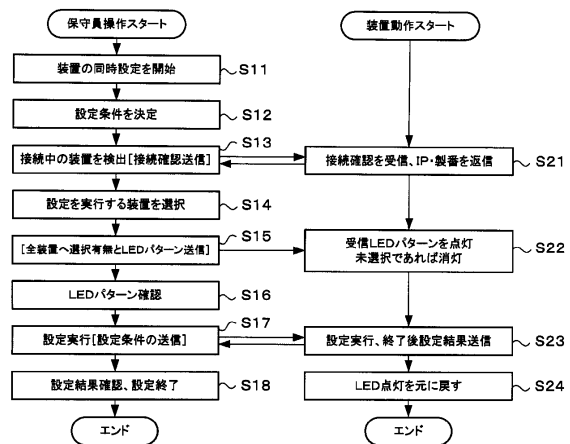 保守員操作スタート
装置の同時設定を開始
S11
設定条件を決定
S12
接続中の装置を検出[接続確認送信]
S13
設定を実行する装置を選択
S14
[全装置へ選択有無とLEDパターン送信]
S15
LEDパターン確認
S16
設定実行[設定条件の送信]
S17
設定結果確認、設定終了
S18
エンド
装置動作スタート
接続確認を受信、IP・製番を返信
S21
受信LEDパターンを点灯
未選択であれば消灯
S22
設定実行、終了後設定結果送信
S23
LED点灯を元に戻す
S24
エンド